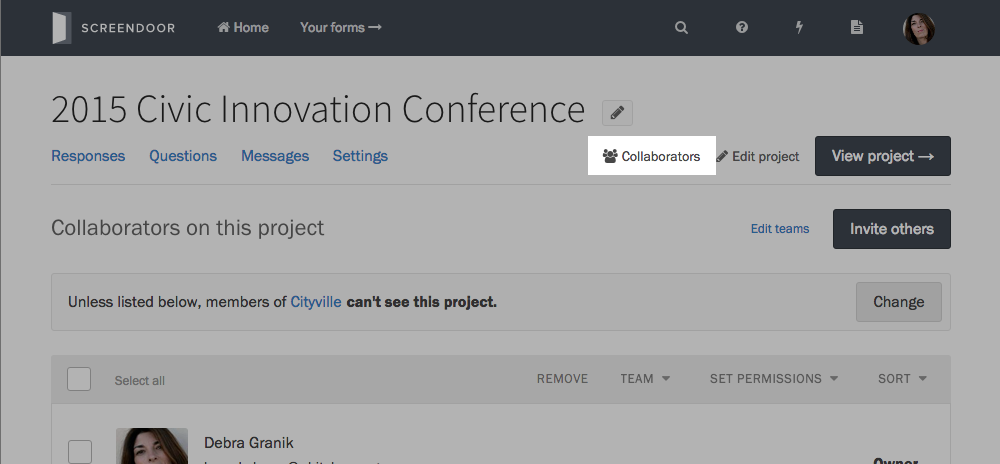 SCREENDOOR Home Your forms →
2015 Civic Innovation Conference
Responses Questions Messages Settings Collaborators Edit project View project →
Collaborators on this project Edit teams Invite others
Unless listed below, members of Cityville can't see this project. Change
Select all REMOVE TEAM SET PERMISSIONS SORT
Debra Granik
Owner